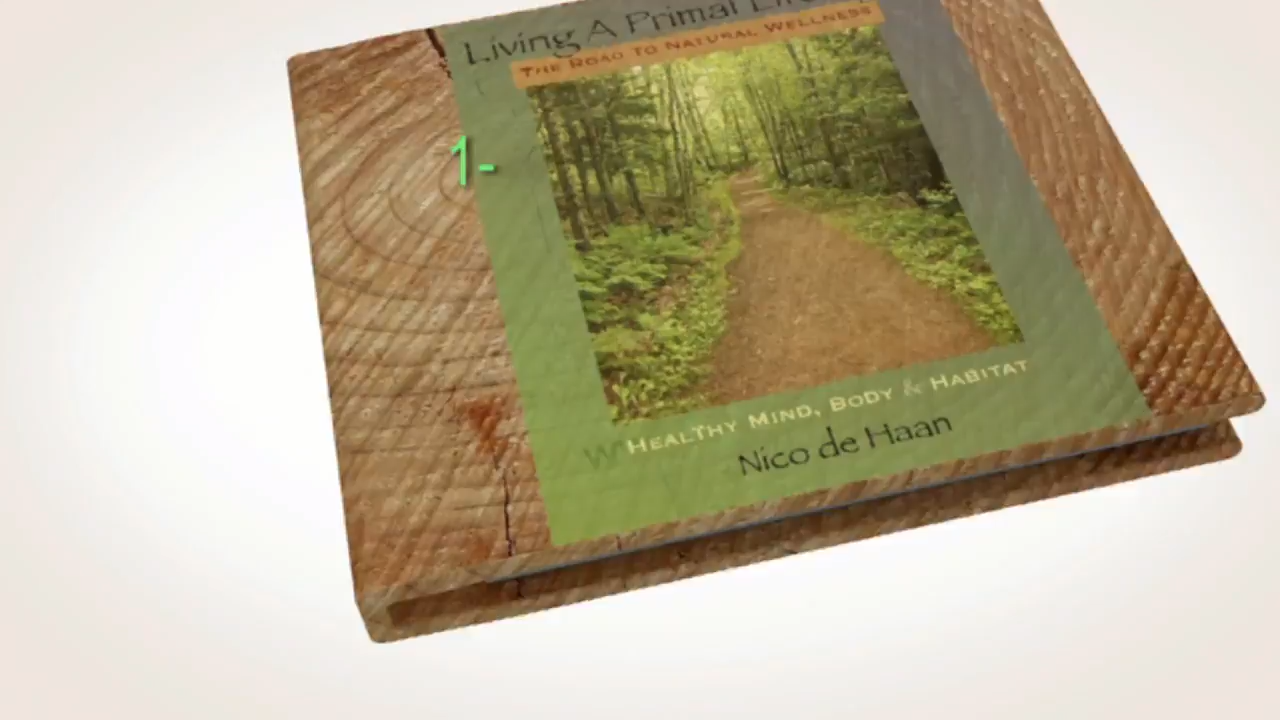 Living A Primal
THE ROAD TO NATURAL WELLNESS
1-
HEALTHY MIND, BODY & HABITAT
Nico de Haan